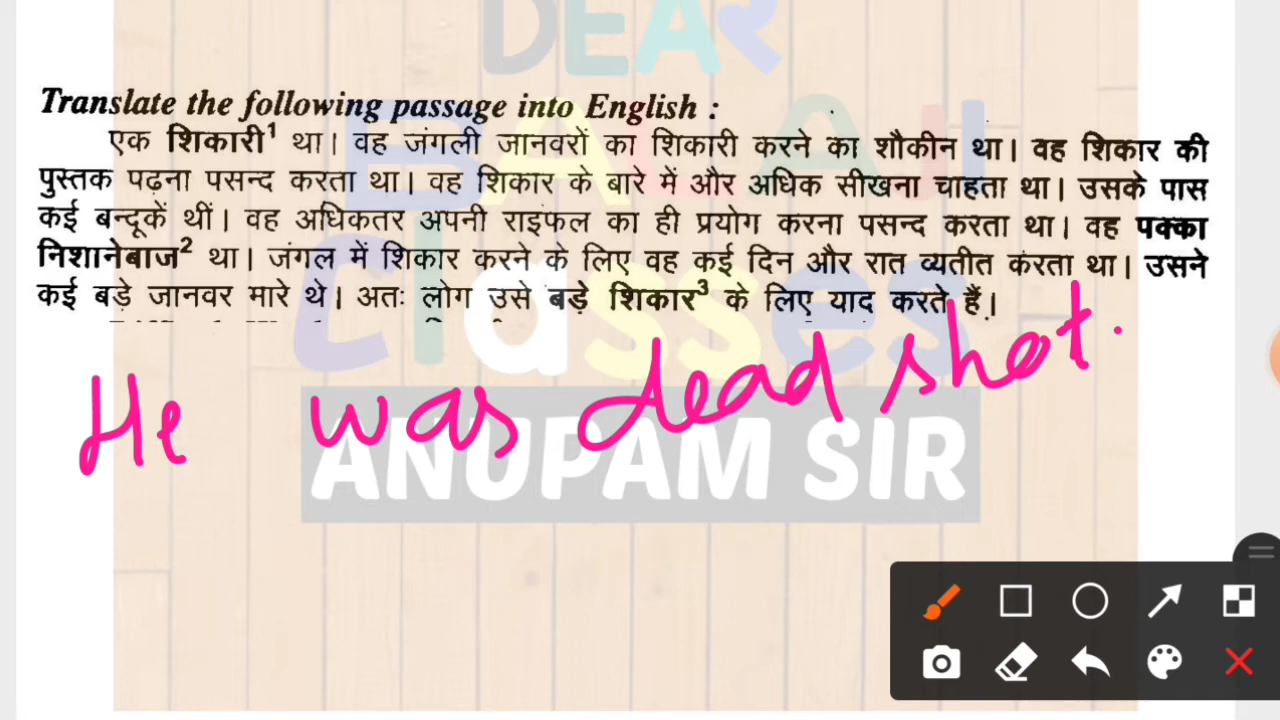 DEAR
Translate the following passage into English :
एक शिकारी¹ था। वह जंगली जानवरों का शिकारी करने का शौकीन था। वह शिकार की
पुस्तक पढ़ना पसन्द करता था। वह शिकार के बारे में और अधिक सीखना चाहता था। उसके पास
कई बन्दूकें थीं। वह अधिकतर अपनी राइफल का ही प्रयोग करना पसन्द करता था। वह पक्का
निशानेबाज² था। जंगल में शिकार करने के लिए वह कई दिन और रात व्यतीत करता था। उसने
कई बड़े जानवर मारे थे। अतः लोग उसे बड़े शिकार³ के लिए याद करते हैं।
BALAJI
Classes
He was dead shot.
ANUPAM SIR